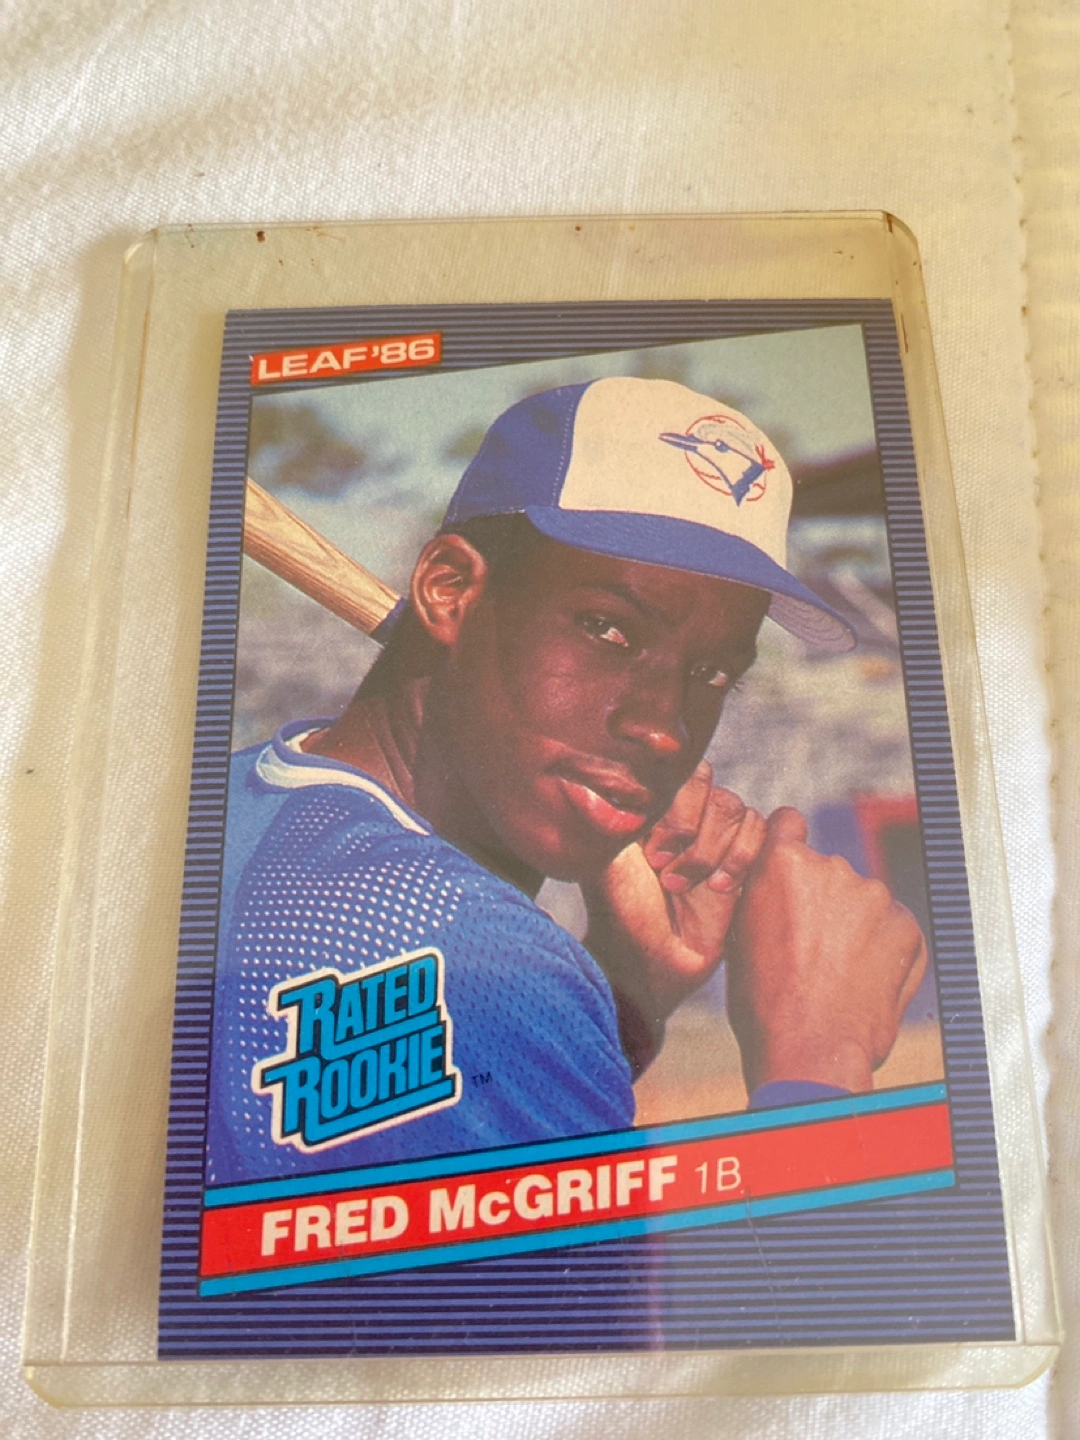 LEAF '86
RATED
ROOKIE
TM
FRED McGRIFF 1B